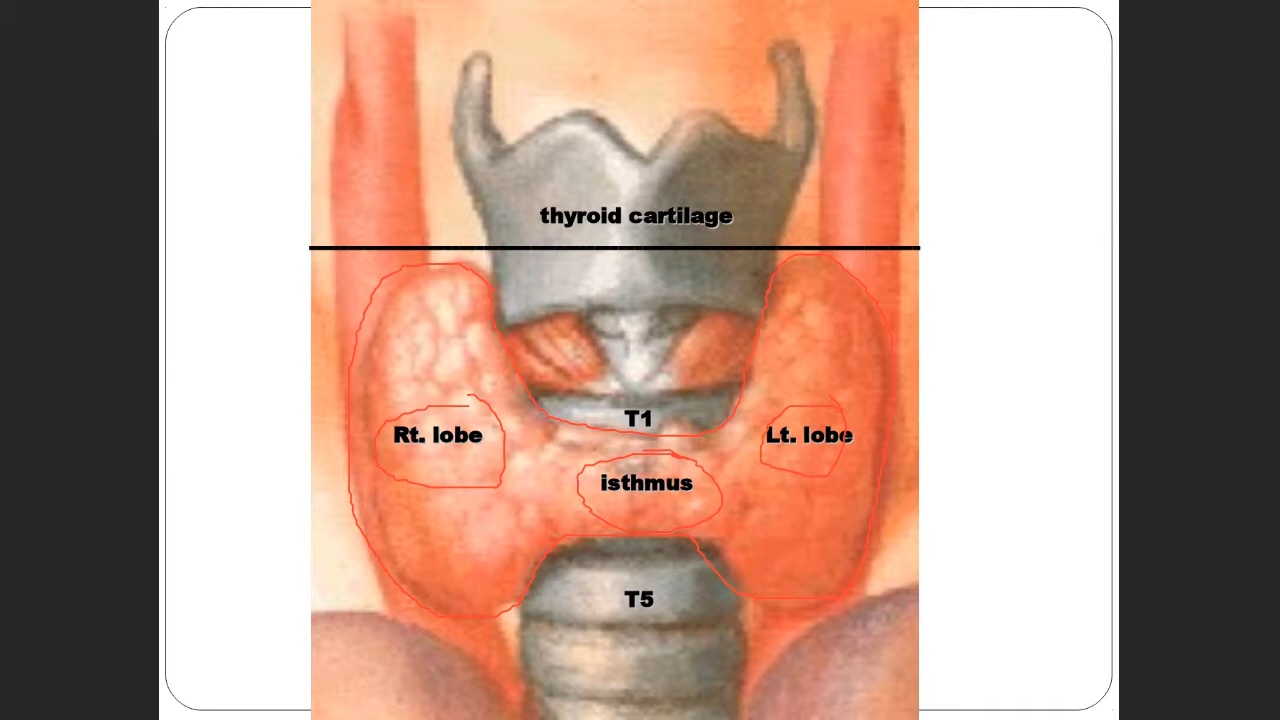 thyroid cartilage
T1
Rt. lobe
Lt. lobe
isthmus
T5